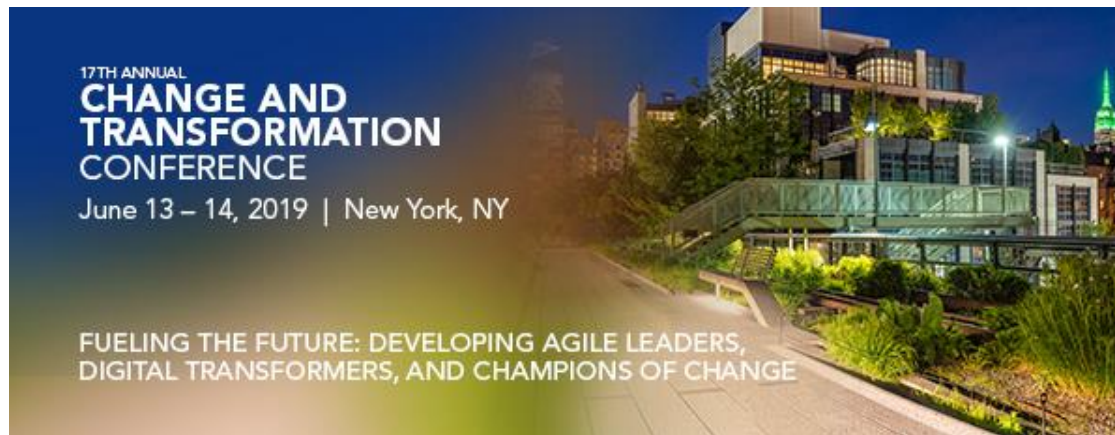 17TH ANNUAL
CHANGE AND
TRANSFORMATION
CONFERENCE
June 13 – 14, 2019 | New York, NY
FUELING THE FUTURE: DEVELOPING AGILE LEADERS,
DIGITAL TRANSFORMERS, AND CHAMPIONS OF CHANGE